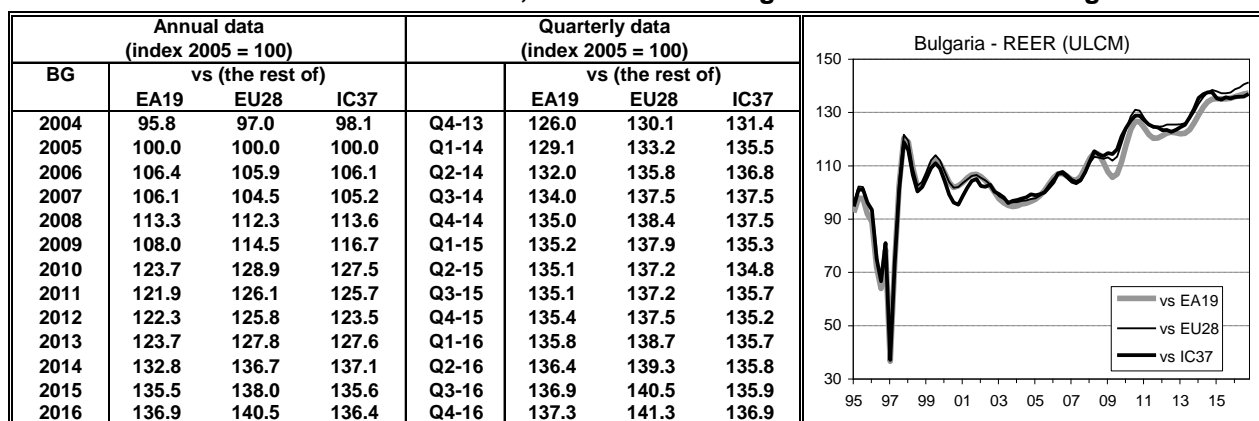 Annual data
(index 2005 = 100)
Quarterly data
(index 2005 = 100)
BG vs (the rest of) vs (the rest of)
EA19 EU28 IC37 EA19 EU28 IC37
2004 95.8 97.0 98.1 Q4-13 126.0 130.1 131.4
2005 100.0 100.0 100.0 Q1-14 129.1 133.2 135.5
2006 106.4 105.9 106.1 Q2-14 132.0 135.8 136.8
2007 106.1 104.5 105.2 Q3-14 134.0 137.5 137.5
2008 113.3 112.3 113.6 Q4-14 135.0 138.4 137.5
2009 108.0 114.5 116.7 Q1-15 135.2 137.9 135.3
2010 123.7 128.9 127.5 Q2-15 135.1 137.2 134.8
2011 121.9 126.1 125.7 Q3-15 135.1 137.2 135.7
2012 122.3 125.8 123.5 Q4-15 135.4 137.5 135.2
2013 123.7 127.8 127.6 Q1-16 135.8 138.7 135.7
2014 132.8 136.7 137.1 Q2-16 136.4 139.3 135.8
2015 135.5 138.0 135.6 Q3-16 136.9 140.5 135.9
2016 136.9 140.5 136.4 Q4-16 137.3 141.3 136.9
Bulgaria - REER (ULCM)
150
130
110
90
70
50
30
95 97 99 01 03 05 07 09 11 13 15
vs EA19
vs EU28
vs IC37